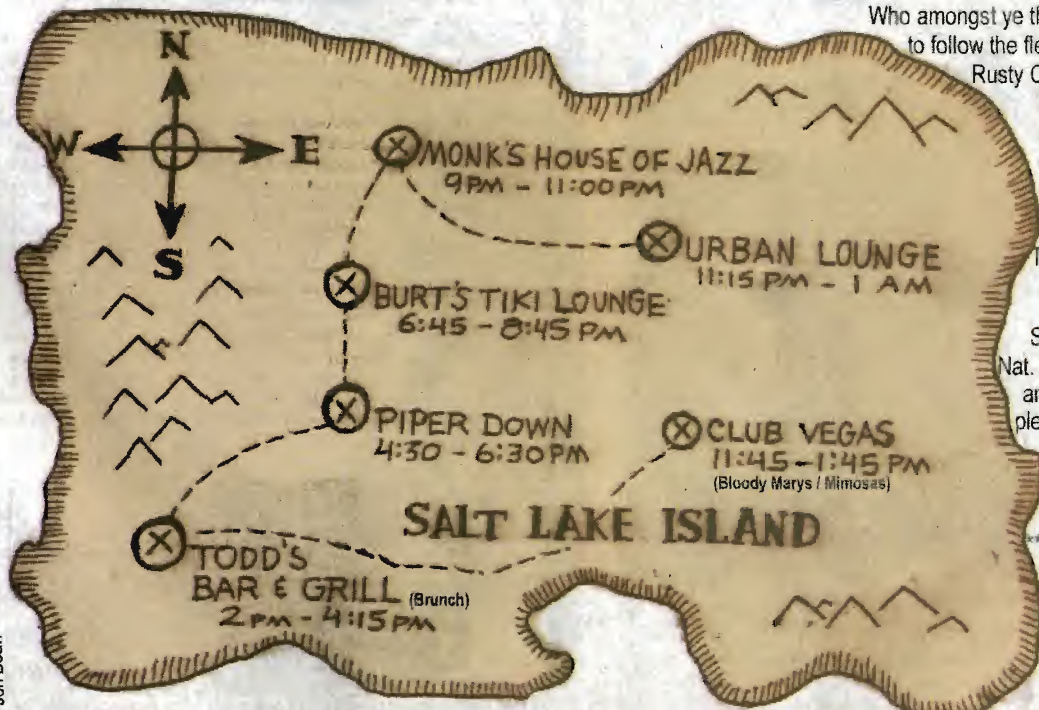 Who amongst ye th
to follow the fle
Rusty C
N
W
E
S
MONK'S HOUSE OF JAZZ
9PM - 11:00PM
URBAN LOUNGE
11:15 PM - 1 AM
BURT'S TIKI LOUNGE
6:45 - 8:45 PM
S
Nat.
ar
ple
PIPER DOWN
4:30 - 6:30PM
CLUB VEGAS
11:45-1:45 PM
(Bloody Marys / Mimosas)
SALT LAKE ISLAND
TODD'S
BAR & GRILL (Brunch)
2PM - 4:15PM